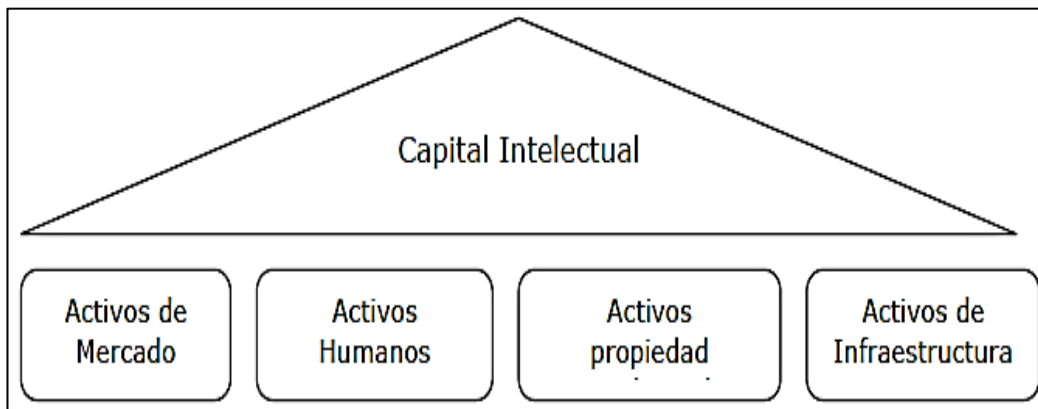 Capital Intelectual
Activos de
Mercado
Activos
Humanos
Activos
propiedad
Activos de
Infraestructura